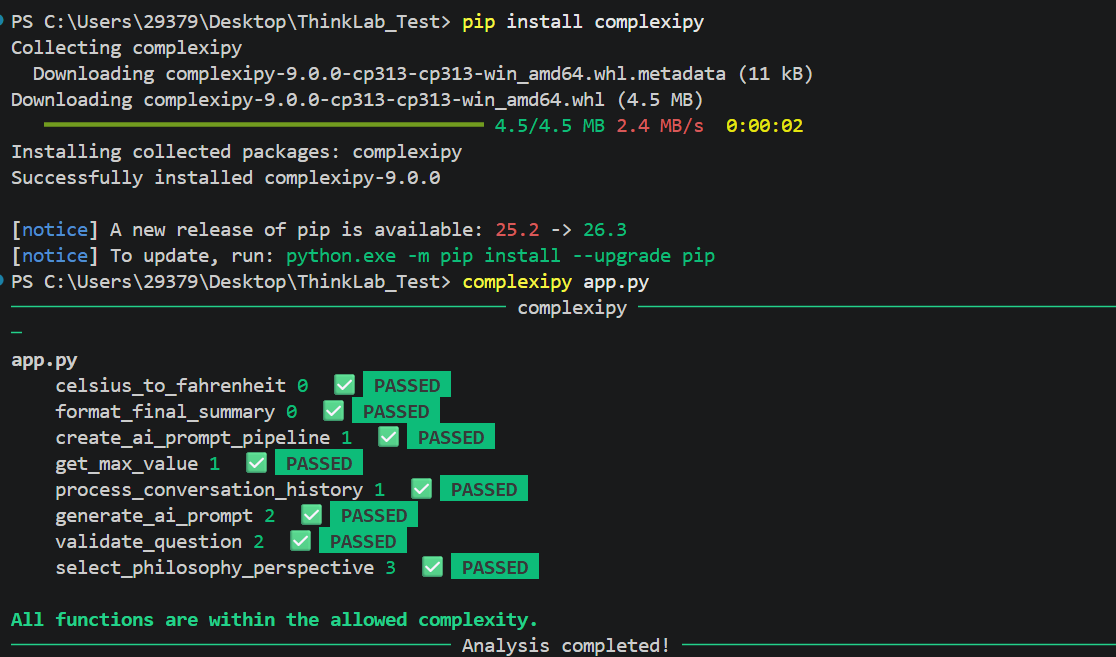 PS C:\Users\29379\Desktop\ThinkLab_Test> pip install complexipy
Collecting complexipy
  Downloading complexipy-9.0.0-cp313-cp313-win_amd64.whl.metadata (11 kB)
Downloading complexipy-9.0.0-cp313-cp313-win_amd64.whl (4.5 MB)
4.5/4.5 MB 2.4 MB/s 0:00:02
Installing collected packages: complexipy
Successfully installed complexipy-9.0.0
[notice] A new release of pip is available: 25.2 -> 26.3
[notice] To update, run: python.exe -m pip install --upgrade pip
PS C:\Users\29379\Desktop\ThinkLab_Test> complexipy app.py
complexipy
app.py
    celsius_to_fahrenheit 0 ✅ PASSED
    format_final_summary 0 ✅ PASSED
    create_ai_prompt_pipeline 1 ✅ PASSED
    get_max_value 1 ✅ PASSED
    process_conversation_history 1 ✅ PASSED
    generate_ai_prompt 2 ✅ PASSED
    validate_question 2 ✅ PASSED
    select_philosophy_perspective 3 ✅ PASSED
All functions are within the allowed complexity.
Analysis completed!